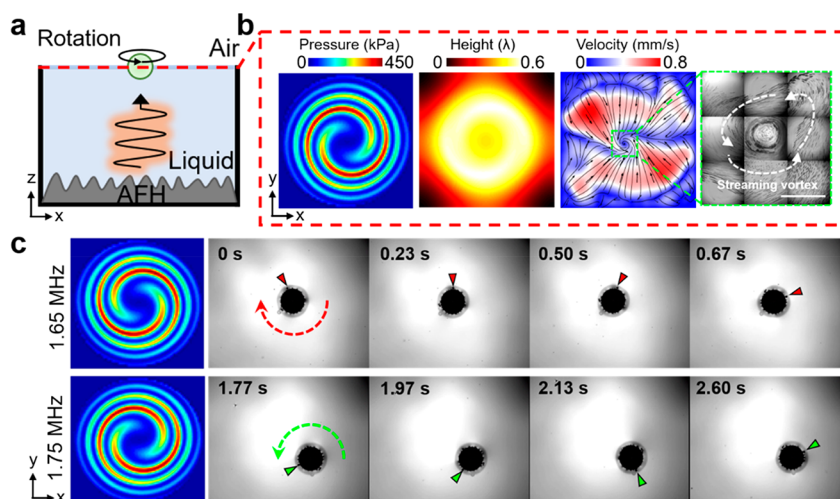 a
Rotation
Air
Liquid
AFH
z
x
b
Pressure (kPa)
0 450
Height (λ)
0 0.6
Velocity (mm/s)
0 0.8
Streaming vortex
y
x
c
1.65 MHz
0 s
0.23 s
0.50 s
0.67 s
1.75 MHz
1.77 s
1.97 s
2.13 s
2.60 s
y
x